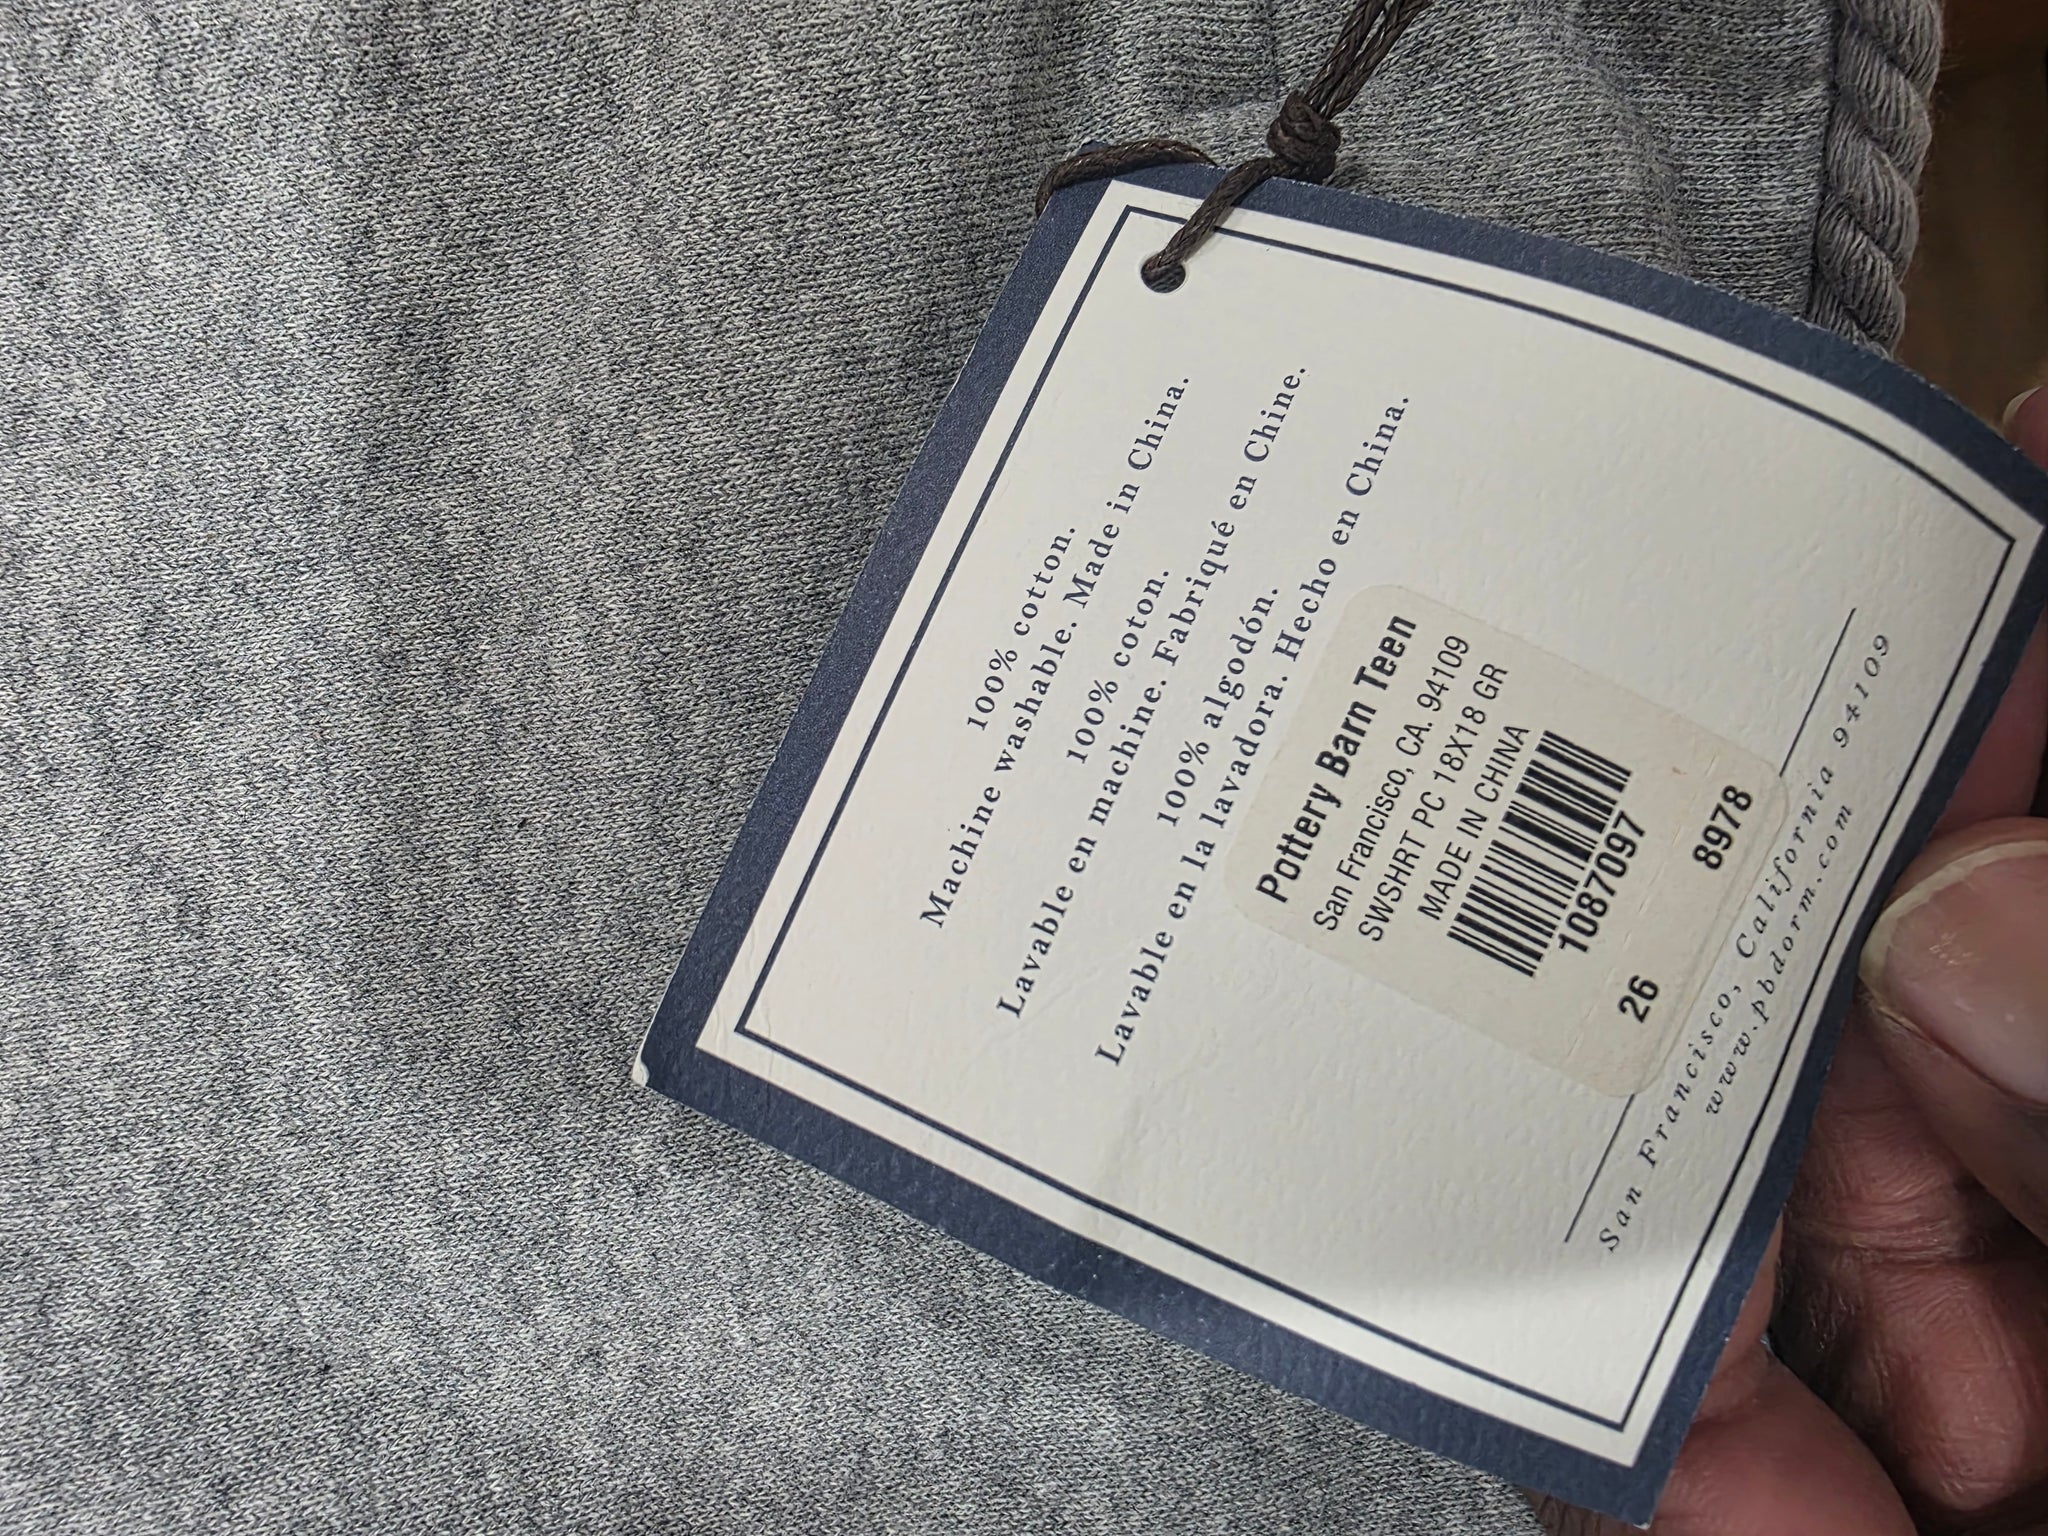 100% cotton.
Machine washable. Made in China.
100% coton.
Lavable en machine. Fabriqué en Chine.
100% algodón.
Lavable en la lavadora. Hecho en China.
Pottery Barn Teen
San Francisco, CA. 94109
SWSHRT PC 18X18 GR
MADE IN CHINA
1087097
26 8978
San Francisco, California 94109
www.pbdorm.com